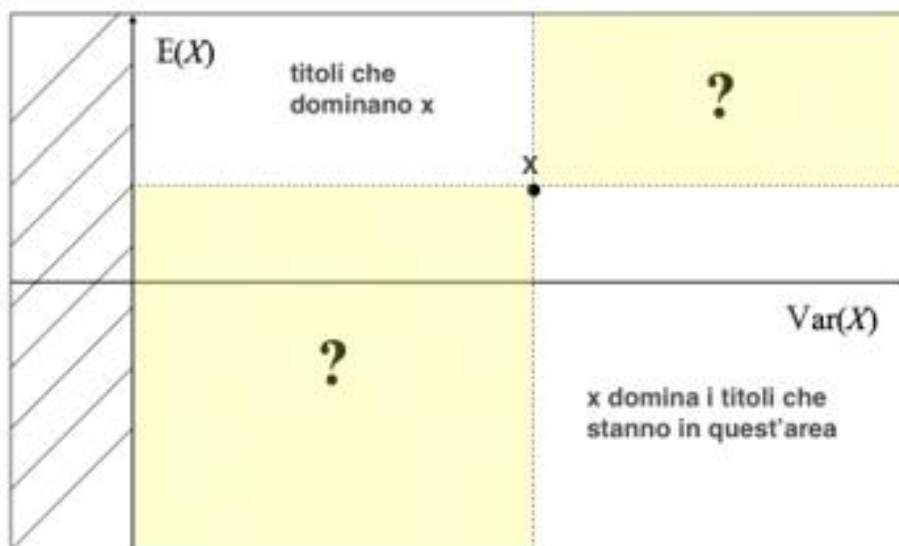 E(X)
titoli che
dominano x
?
X
Var(X)
?
x domina i titoli che
stanno in quest'area